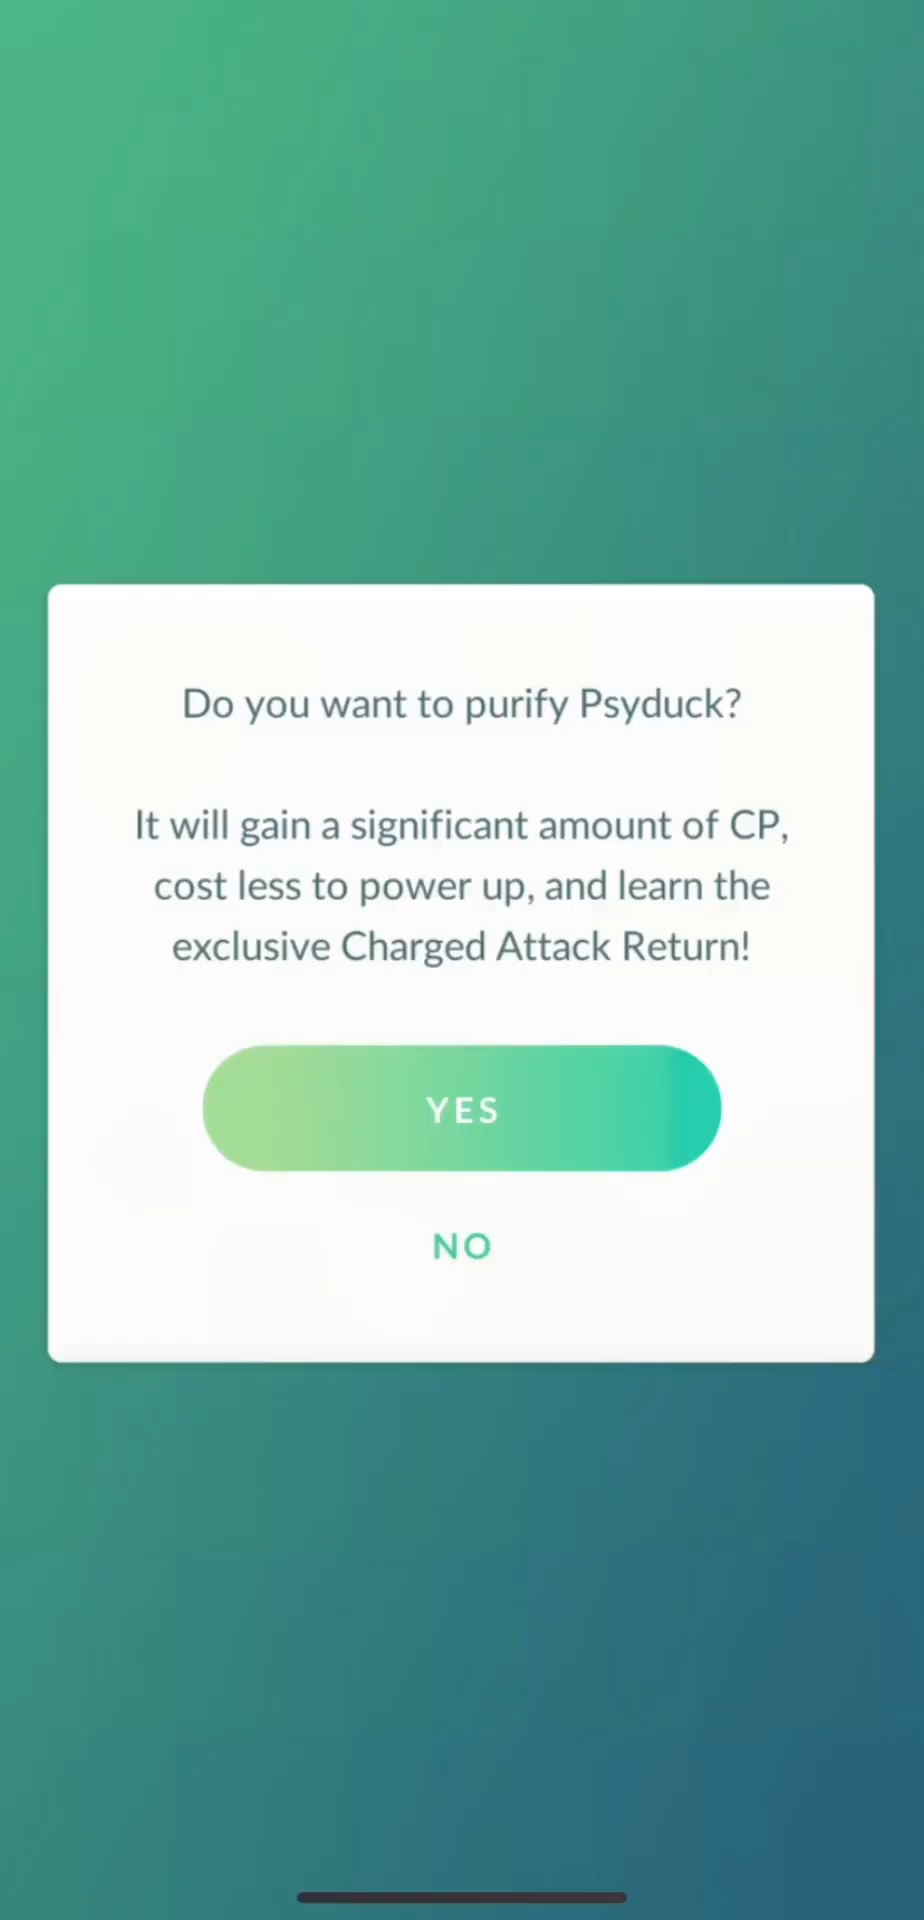 Do you want to purify Psyduck?
It will gain a significant amount of CP,
cost less to power up, and learn the
exclusive Charged Attack Return!
YES
NO